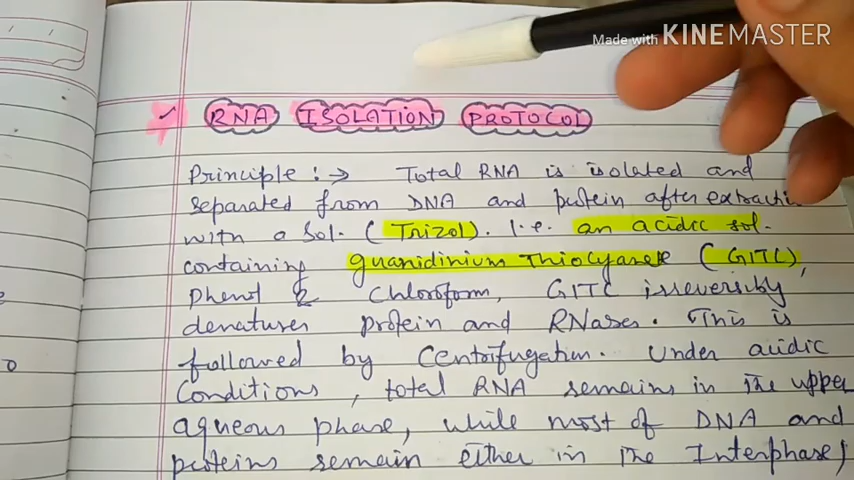 Made with KINEMASTER
RNA ISOLATION PROTOCOL
Principle :→ Total RNA is isolated and
separated from DNA and protein after extracti
with a sol. (Trizol). I.e. an acidic sol.
containing guanidinium Thiocyanate (GITC),
Phenol & Chloroform, GITC irreversibly
denatures protein and RNases. This is
followed by Centrifugation. Under acidic
Conditions, total RNA remains in the upper
aqueous phase, while most of DNA and
proteins remain either in the Interphase,